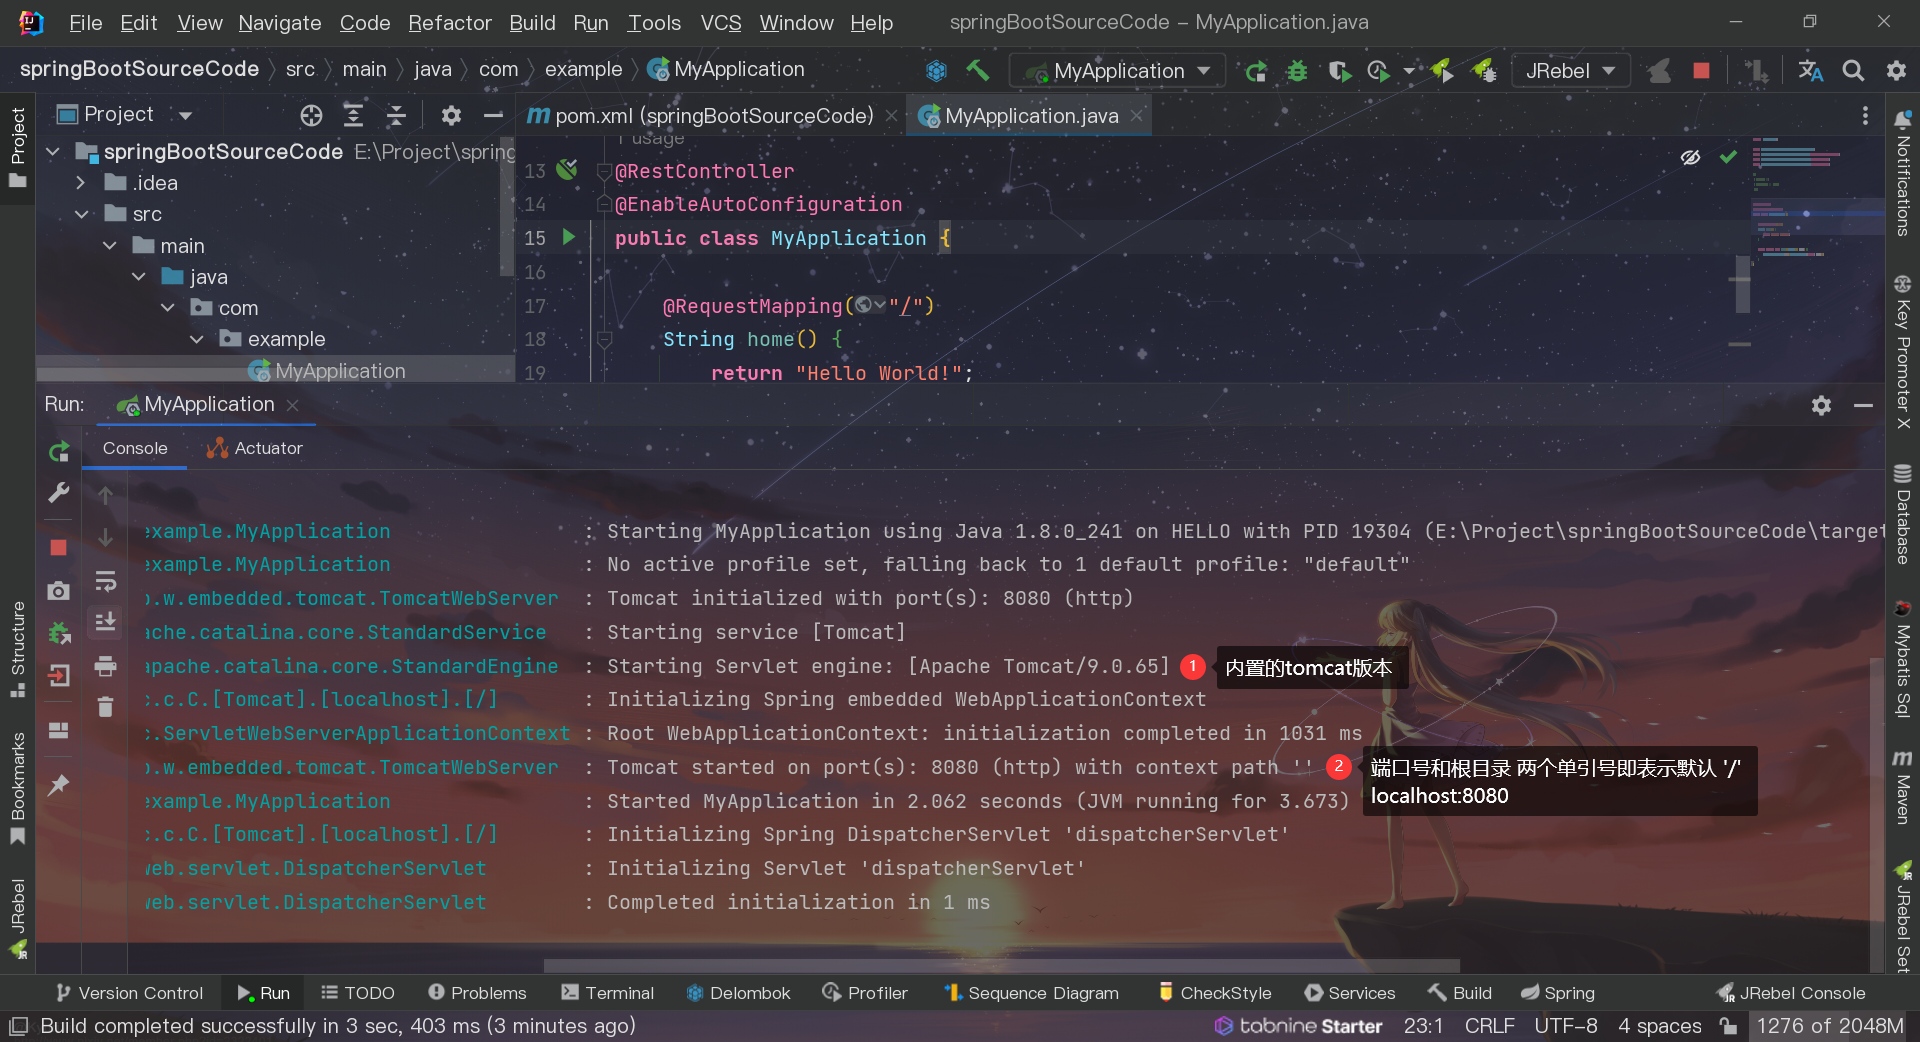 File Edit View Navigate Code Refactor Build Run Tools VCS Window Help springBootSourceCode – MyApplication.java
springBootSourceCode src main java com example MyApplication MyApplication JRebel
Project
Project
pom.xml (springBootSourceCode) MyApplication.java
springBootSourceCode E:\Project\spring
.idea
src
main
java
com
example
MyApplication
1 usage
13 @RestController
14 @EnableAutoConfiguration
15 public class MyApplication {
16
17 @RequestMapping("/")
18 String home() {
19 return "Hello World!";
Notifications
Key Promoter X
Database
Mybatis Sql
Maven
JRebel Set
Run: MyApplication
Console Actuator
Structure
Bookmarks
JRebel
example.MyApplication : Starting MyApplication using Java 1.8.0_241 on HELLO with PID 19304 (E:\Project\springBootSourceCode\target
example.MyApplication : No active profile set, falling back to 1 default profile: "default"
o.w.embedded.tomcat.TomcatWebServer : Tomcat initialized with port(s): 8080 (http)
ache.catalina.core.StandardService : Starting service [Tomcat]
apache.catalina.core.StandardEngine : Starting Servlet engine: [Apache Tomcat/9.0.65] 1 内置的tomcat版本
c.c.C.[Tomcat].[localhost].[/] : Initializing Spring embedded WebApplicationContext
c.ServletWebServerApplicationContext : Root WebApplicationContext: initialization completed in 1031 ms
o.w.embedded.tomcat.TomcatWebServer : Tomcat started on port(s): 8080 (http) with context path '' 2 端口号和根目录 两个单引号即表示默认 '/'
localhost:8080
example.MyApplication : Started MyApplication in 2.062 seconds (JVM running for 3.673)
c.c.C.[Tomcat].[localhost].[/] : Initializing Spring DispatcherServlet 'dispatcherServlet'
web.servlet.DispatcherServlet : Initializing Servlet 'dispatcherServlet'
web.servlet.DispatcherServlet : Completed initialization in 1 ms
Version Control Run TODO Problems Terminal Delombok Profiler Sequence Diagram CheckStyle Services Build Spring JRebel Console
Build completed successfully in 3 sec, 403 ms (3 minutes ago) tabnine Starter 23:1 CRLF UTF-8 4 spaces 1276 of 2048M